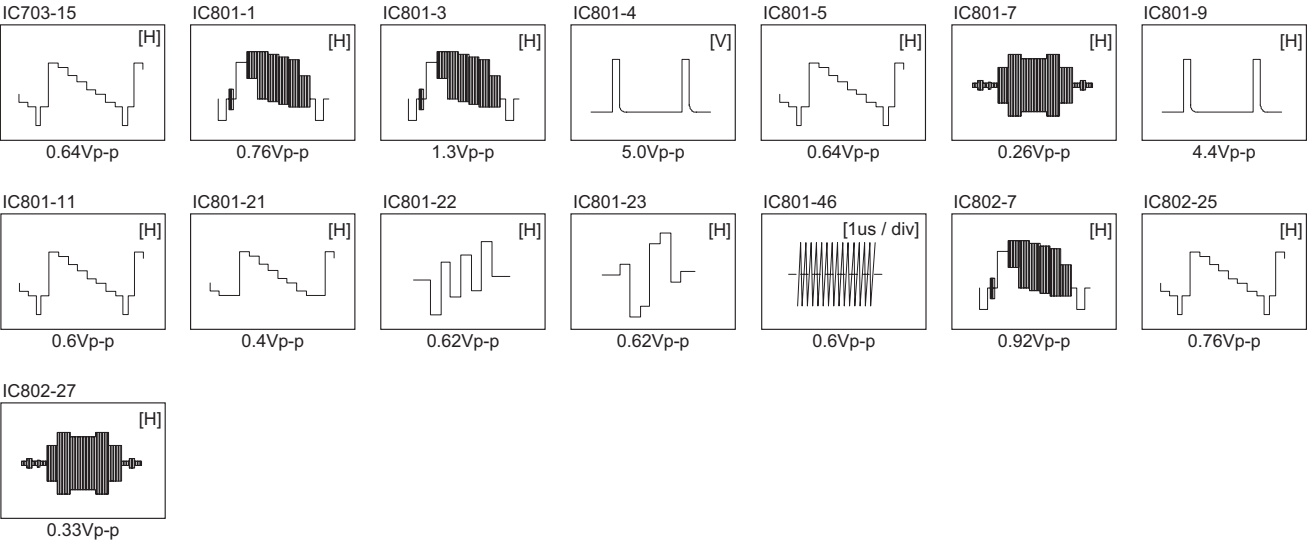 IC703-15 IC801-1 IC801-3 IC801-4 IC801-5 IC801-7 IC801-9
[H] [H] [H] [V] [H] [H] [H]
0.64Vp-p 0.76Vp-p 1.3Vp-p 5.0Vp-p 0.64Vp-p 0.26Vp-p 4.4Vp-p
IC801-11 IC801-21 IC801-22 IC801-23 IC801-46 IC802-7 IC802-25
[H] [H] [H] [H] [1us / div] [H] [H]
0.6Vp-p 0.4Vp-p 0.62Vp-p 0.62Vp-p 0.6Vp-p 0.92Vp-p 0.76Vp-p
IC802-27
[H]
0.33Vp-p